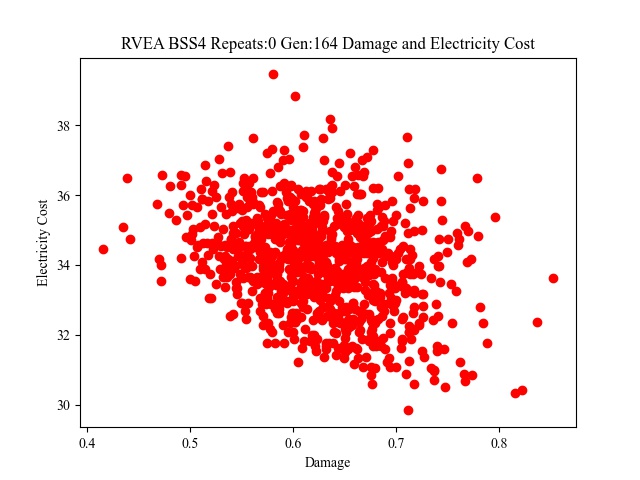 RVEA BSS4 Repeats:0 Gen:164 Damage and Electricity Cost
38
36
34
32
30
Electricity Cost
0.4 0.5 0.6 0.7 0.8
Damage